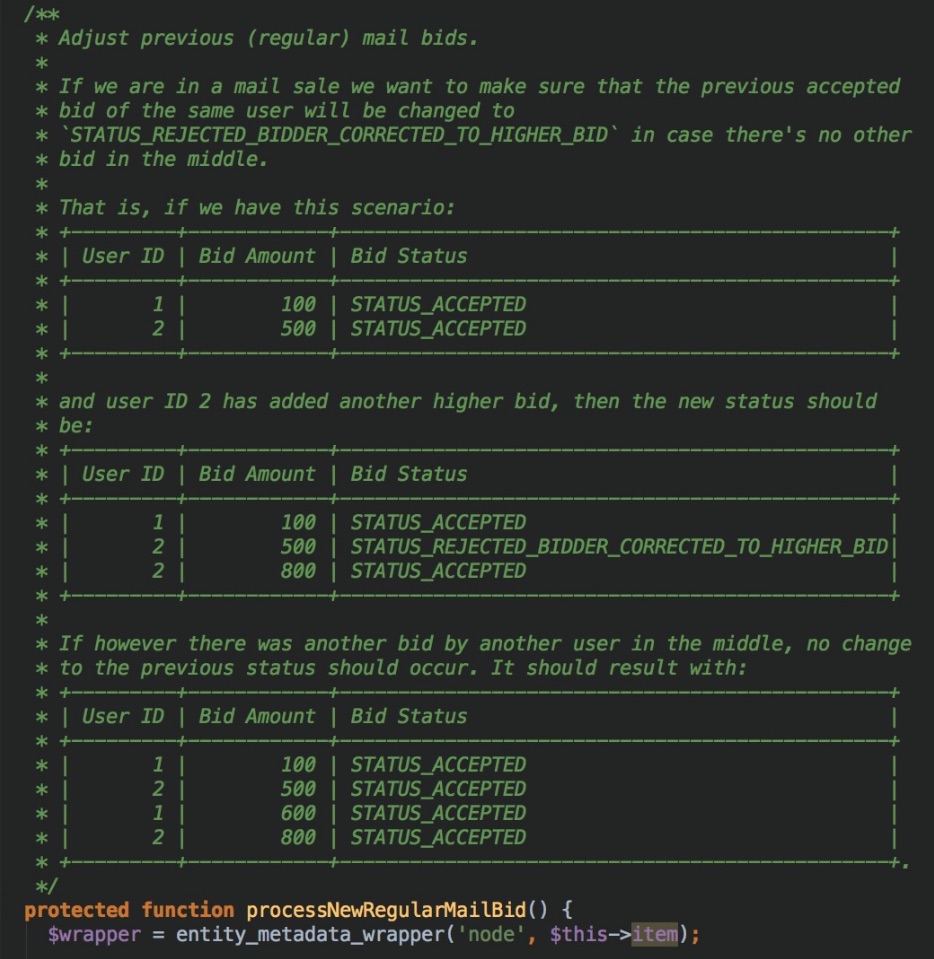 /**
 * Adjust previous (regular) mail bids.
 *
 * If we are in a mail sale we want to make sure that the previous accepted
 * bid of the same user will be changed to
 * `STATUS_REJECTED_BIDDER_CORRECTED_TO_HIGHER_BID` in case there's no other
 * bid in the middle.
 *
 * That is, if we have this scenario:
 * +---------+------------+-----------------------------------------------+
 * | User ID | Bid Amount | Bid Status                                    |
 * +---------+------------+-----------------------------------------------+
 * |       1 |        100 | STATUS_ACCEPTED                               |
 * |       2 |        500 | STATUS_ACCEPTED                               |
 * +---------+------------+-----------------------------------------------+
 *
 * and user ID 2 has added another higher bid, then the new status should
 * be:
 * +---------+------------+-----------------------------------------------+
 * | User ID | Bid Amount | Bid Status                                    |
 * +---------+------------+-----------------------------------------------+
 * |       1 |        100 | STATUS_ACCEPTED                               |
 * |       2 |        500 | STATUS_REJECTED_BIDDER_CORRECTED_TO_HIGHER_BID|
 * |       2 |        800 | STATUS_ACCEPTED                               |
 * +---------+------------+-----------------------------------------------+
 *
 * If however there was another bid by another user in the middle, no change
 * to the previous status should occur. It should result with:
 * +---------+------------+-----------------------------------------------+
 * | User ID | Bid Amount | Bid Status                                    |
 * +---------+------------+-----------------------------------------------+
 * |       1 |        100 | STATUS_ACCEPTED                               |
 * |       2 |        500 | STATUS_ACCEPTED                               |
 * |       1 |        600 | STATUS_ACCEPTED                               |
 * |       2 |        800 | STATUS_ACCEPTED                               |
 * +---------+------------+-----------------------------------------------+.
 */
protected function processNewRegularMailBid() {
  $wrapper = entity_metadata_wrapper('node', $this->item);